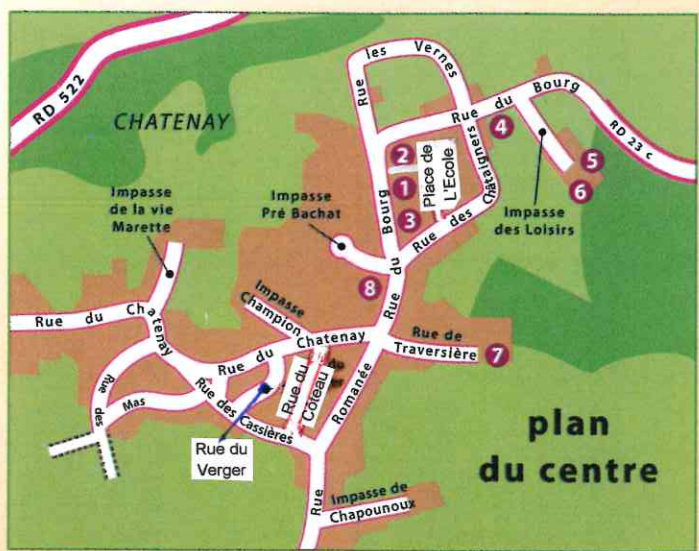 RD 522
CHATENAY
Rue les Vernes
Rue du Bourg
RD 23 c
4
2
1
3
Place de
L'Ecole
Rue des Châtaigniers
5
6
Impasse
des Loisirs
Impasse
de la vie
Marette
Impasse
Pré Bachat
Rue du Bourg
8
Impasse
Champion
Rue du Chatenay
Rue du Chatenay
Rue de
Traversière
7
Rue des Mas
Rue des Cassières
Rue du
Côteau
Rue du
Verger
Rue Romanée
Impasse de
Chapounoux
plan
du centre